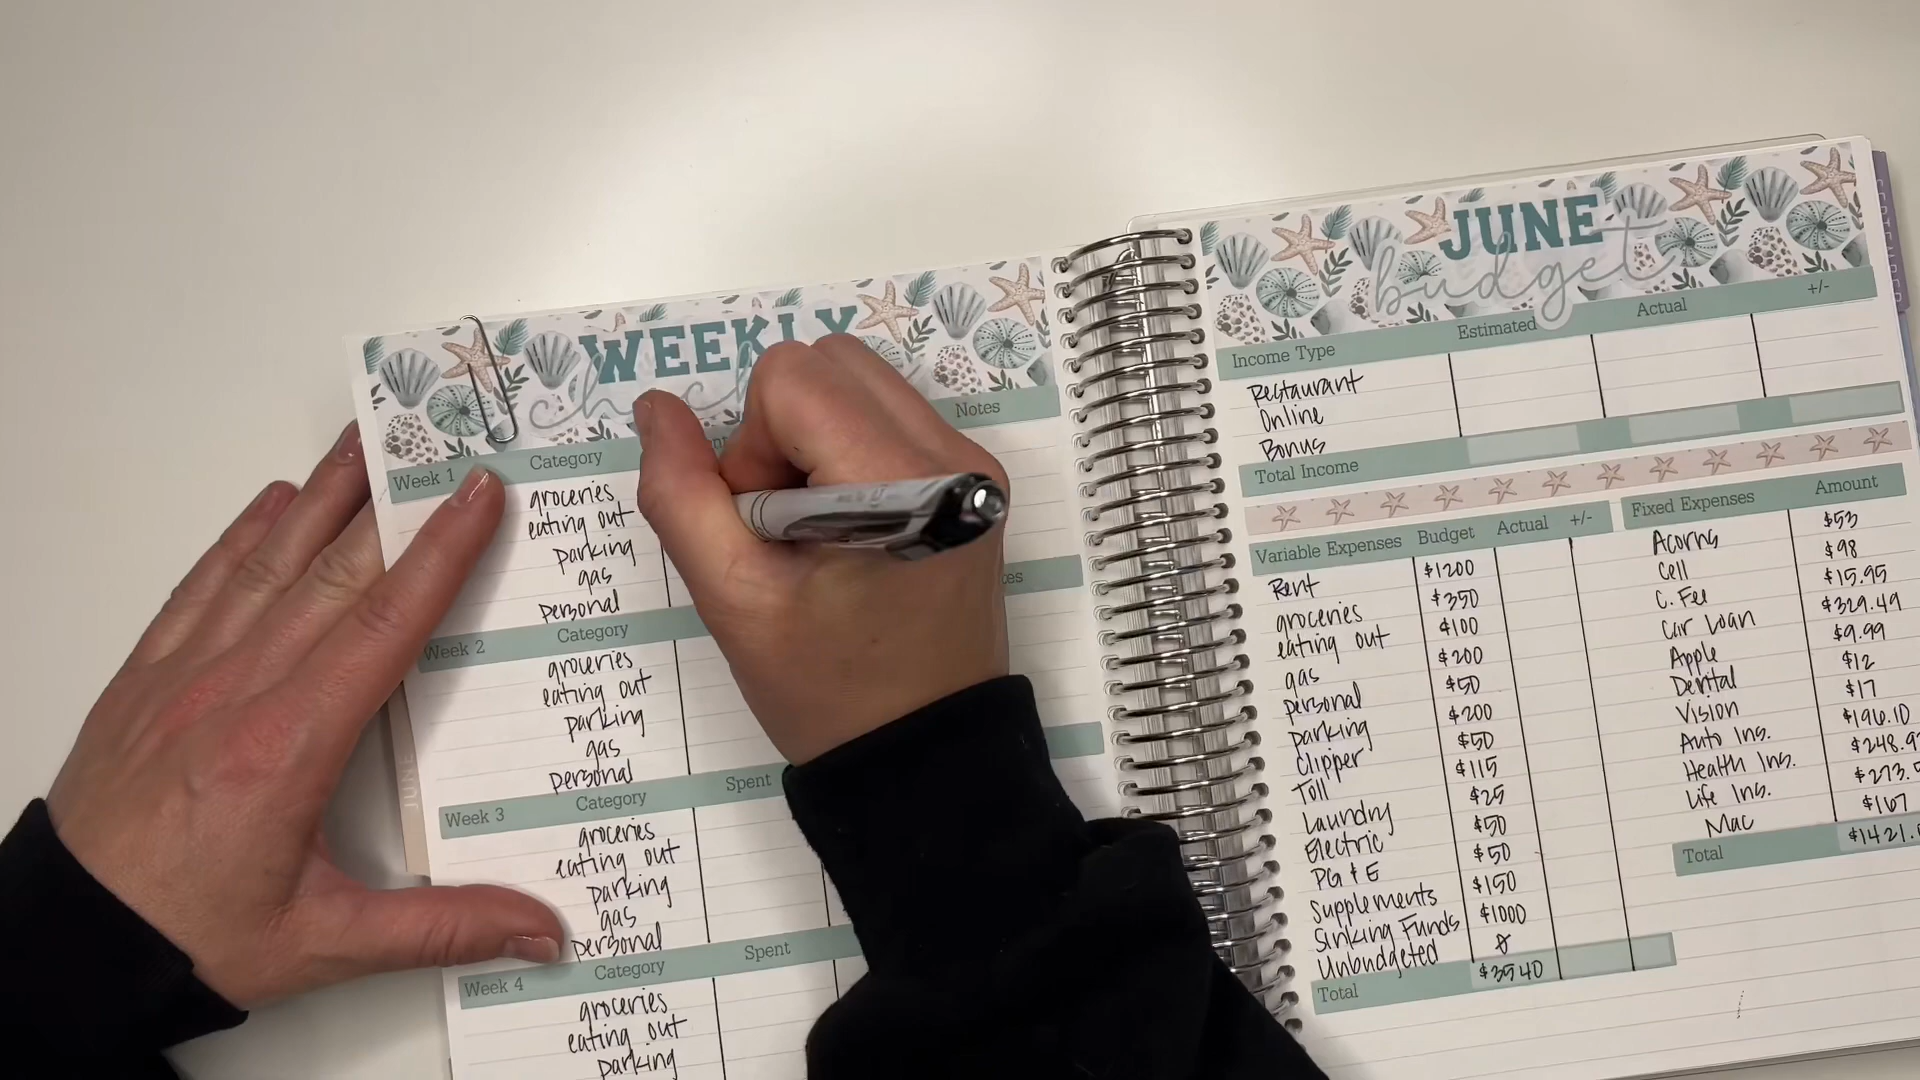 WEEKLY
Week 1 Category Notes
groceries
eating out
parking
gas
personal
Week 2 Category
groceries
eating out
parking
gas
personal
Week 3 Category Spent
groceries
eating out
parking
gas
personal
Week 4 Category Spent
groceries
eating out
parking
JUNE
JUNE
budget
Income Type Estimated Actual +/-
Restaurant
Online
Bonus
Total Income
Variable Expenses Budget Actual +/-
Rent $1200
groceries $350
eating out $100
gas $200
personal $50
parking $200
Clipper $50
Toll $115
Laundry $25
Electric $50
PG & E $50
Supplements $150
Sinking Funds $1000
Unbudgeted
Total $3540
Fixed Expenses Amount
Acorns $53
Cell $98
C. Fee $15.95
Car Loan $329.49
Apple $9.99
Dental $12
Vision $17
Auto Ins. $196.10
Health Ins.
Life Ins.
Mac $167
Total